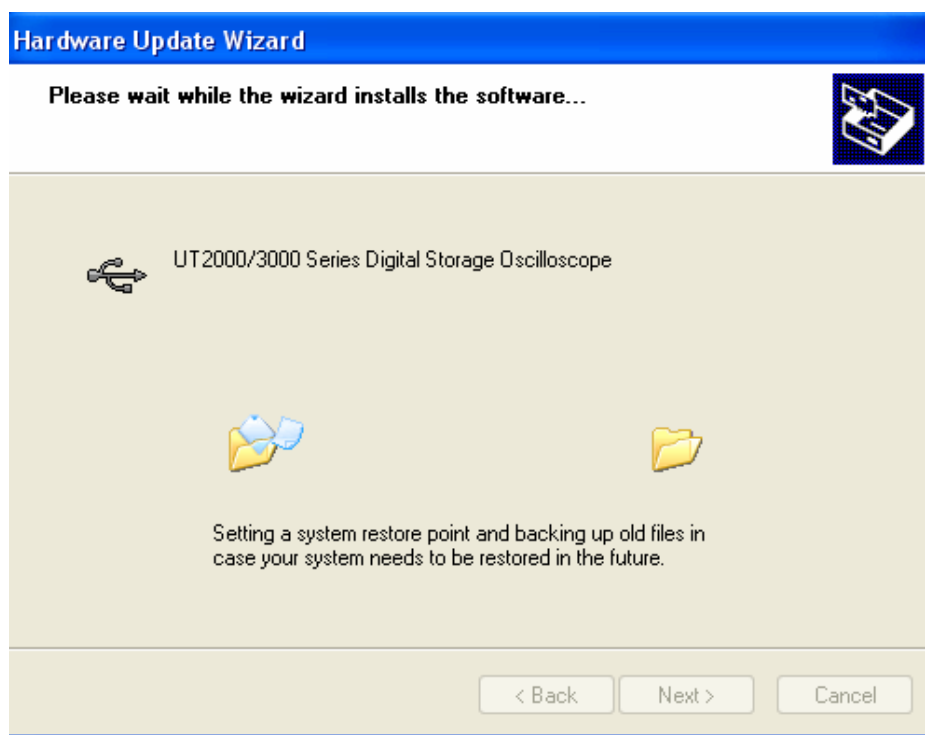 Hardware Update Wizard
Please wait while the wizard installs the software...
UT2000/3000 Series Digital Storage Oscilloscope
Setting a system restore point and backing up old files in
case your system needs to be restored in the future.
< Back Next > Cancel